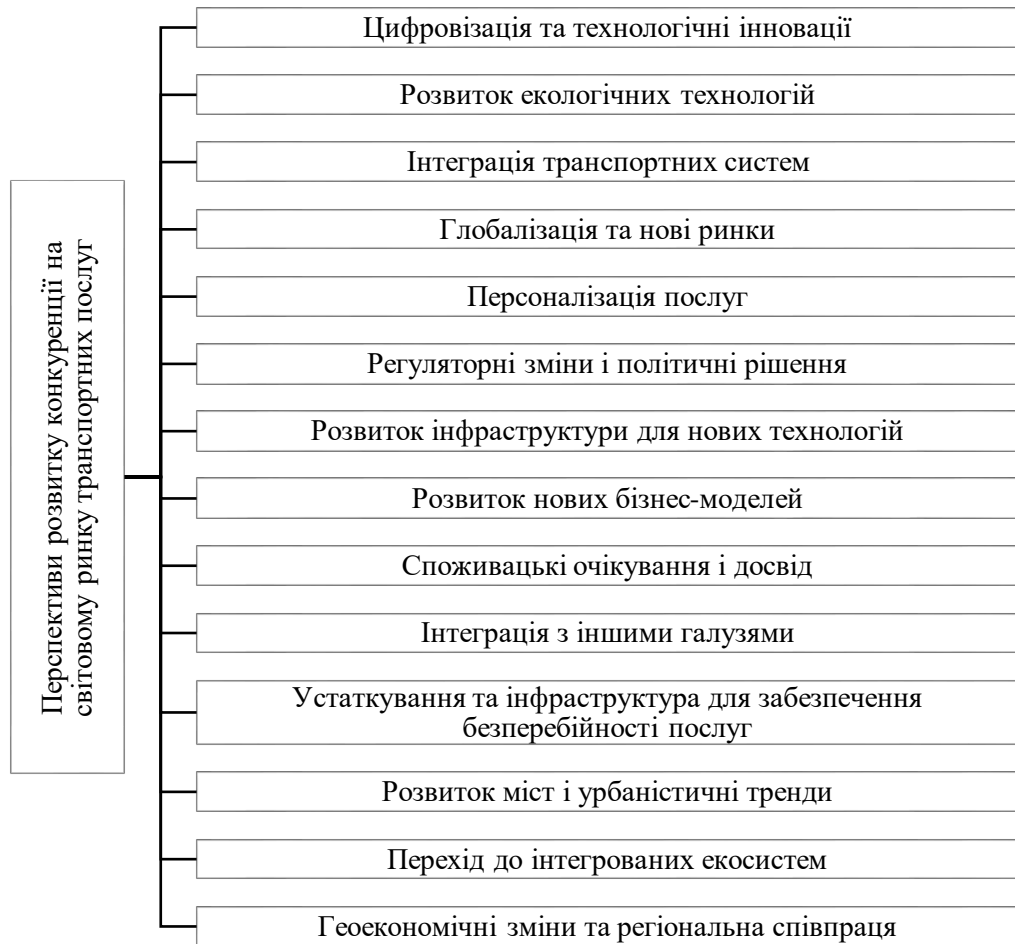 Перспективи розвитку конкуренції на
світовому ринку транспортних послуг
Цифровізація та технологічні інновації
Розвиток екологічних технологій
Інтеграція транспортних систем
Глобалізація та нові ринки
Персоналізація послуг
Регуляторні зміни і політичні рішення
Розвиток інфраструктури для нових технологій
Розвиток нових бізнес-моделей
Споживацькі очікування і досвід
Інтеграція з іншими галузями
Устаткування та інфраструктура для забезпечення
безперебійності послуг
Розвиток міст і урбаністичні тренди
Перехід до інтегрованих екосистем
Геоекономічні зміни та регіональна співпраця